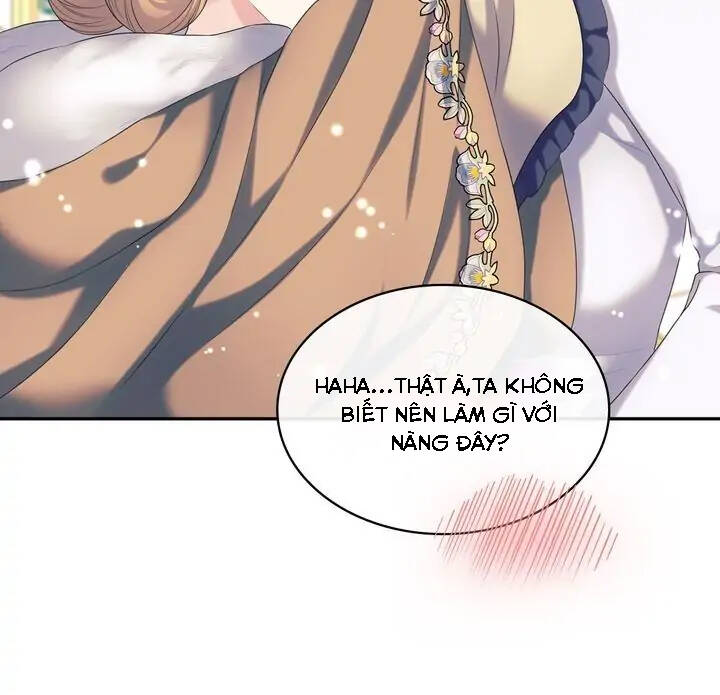 HAHA...THẬT À,TA KHÔNG
BIẾT NÊN LÀM GÌ VỚI
NÀNG ĐÂY?